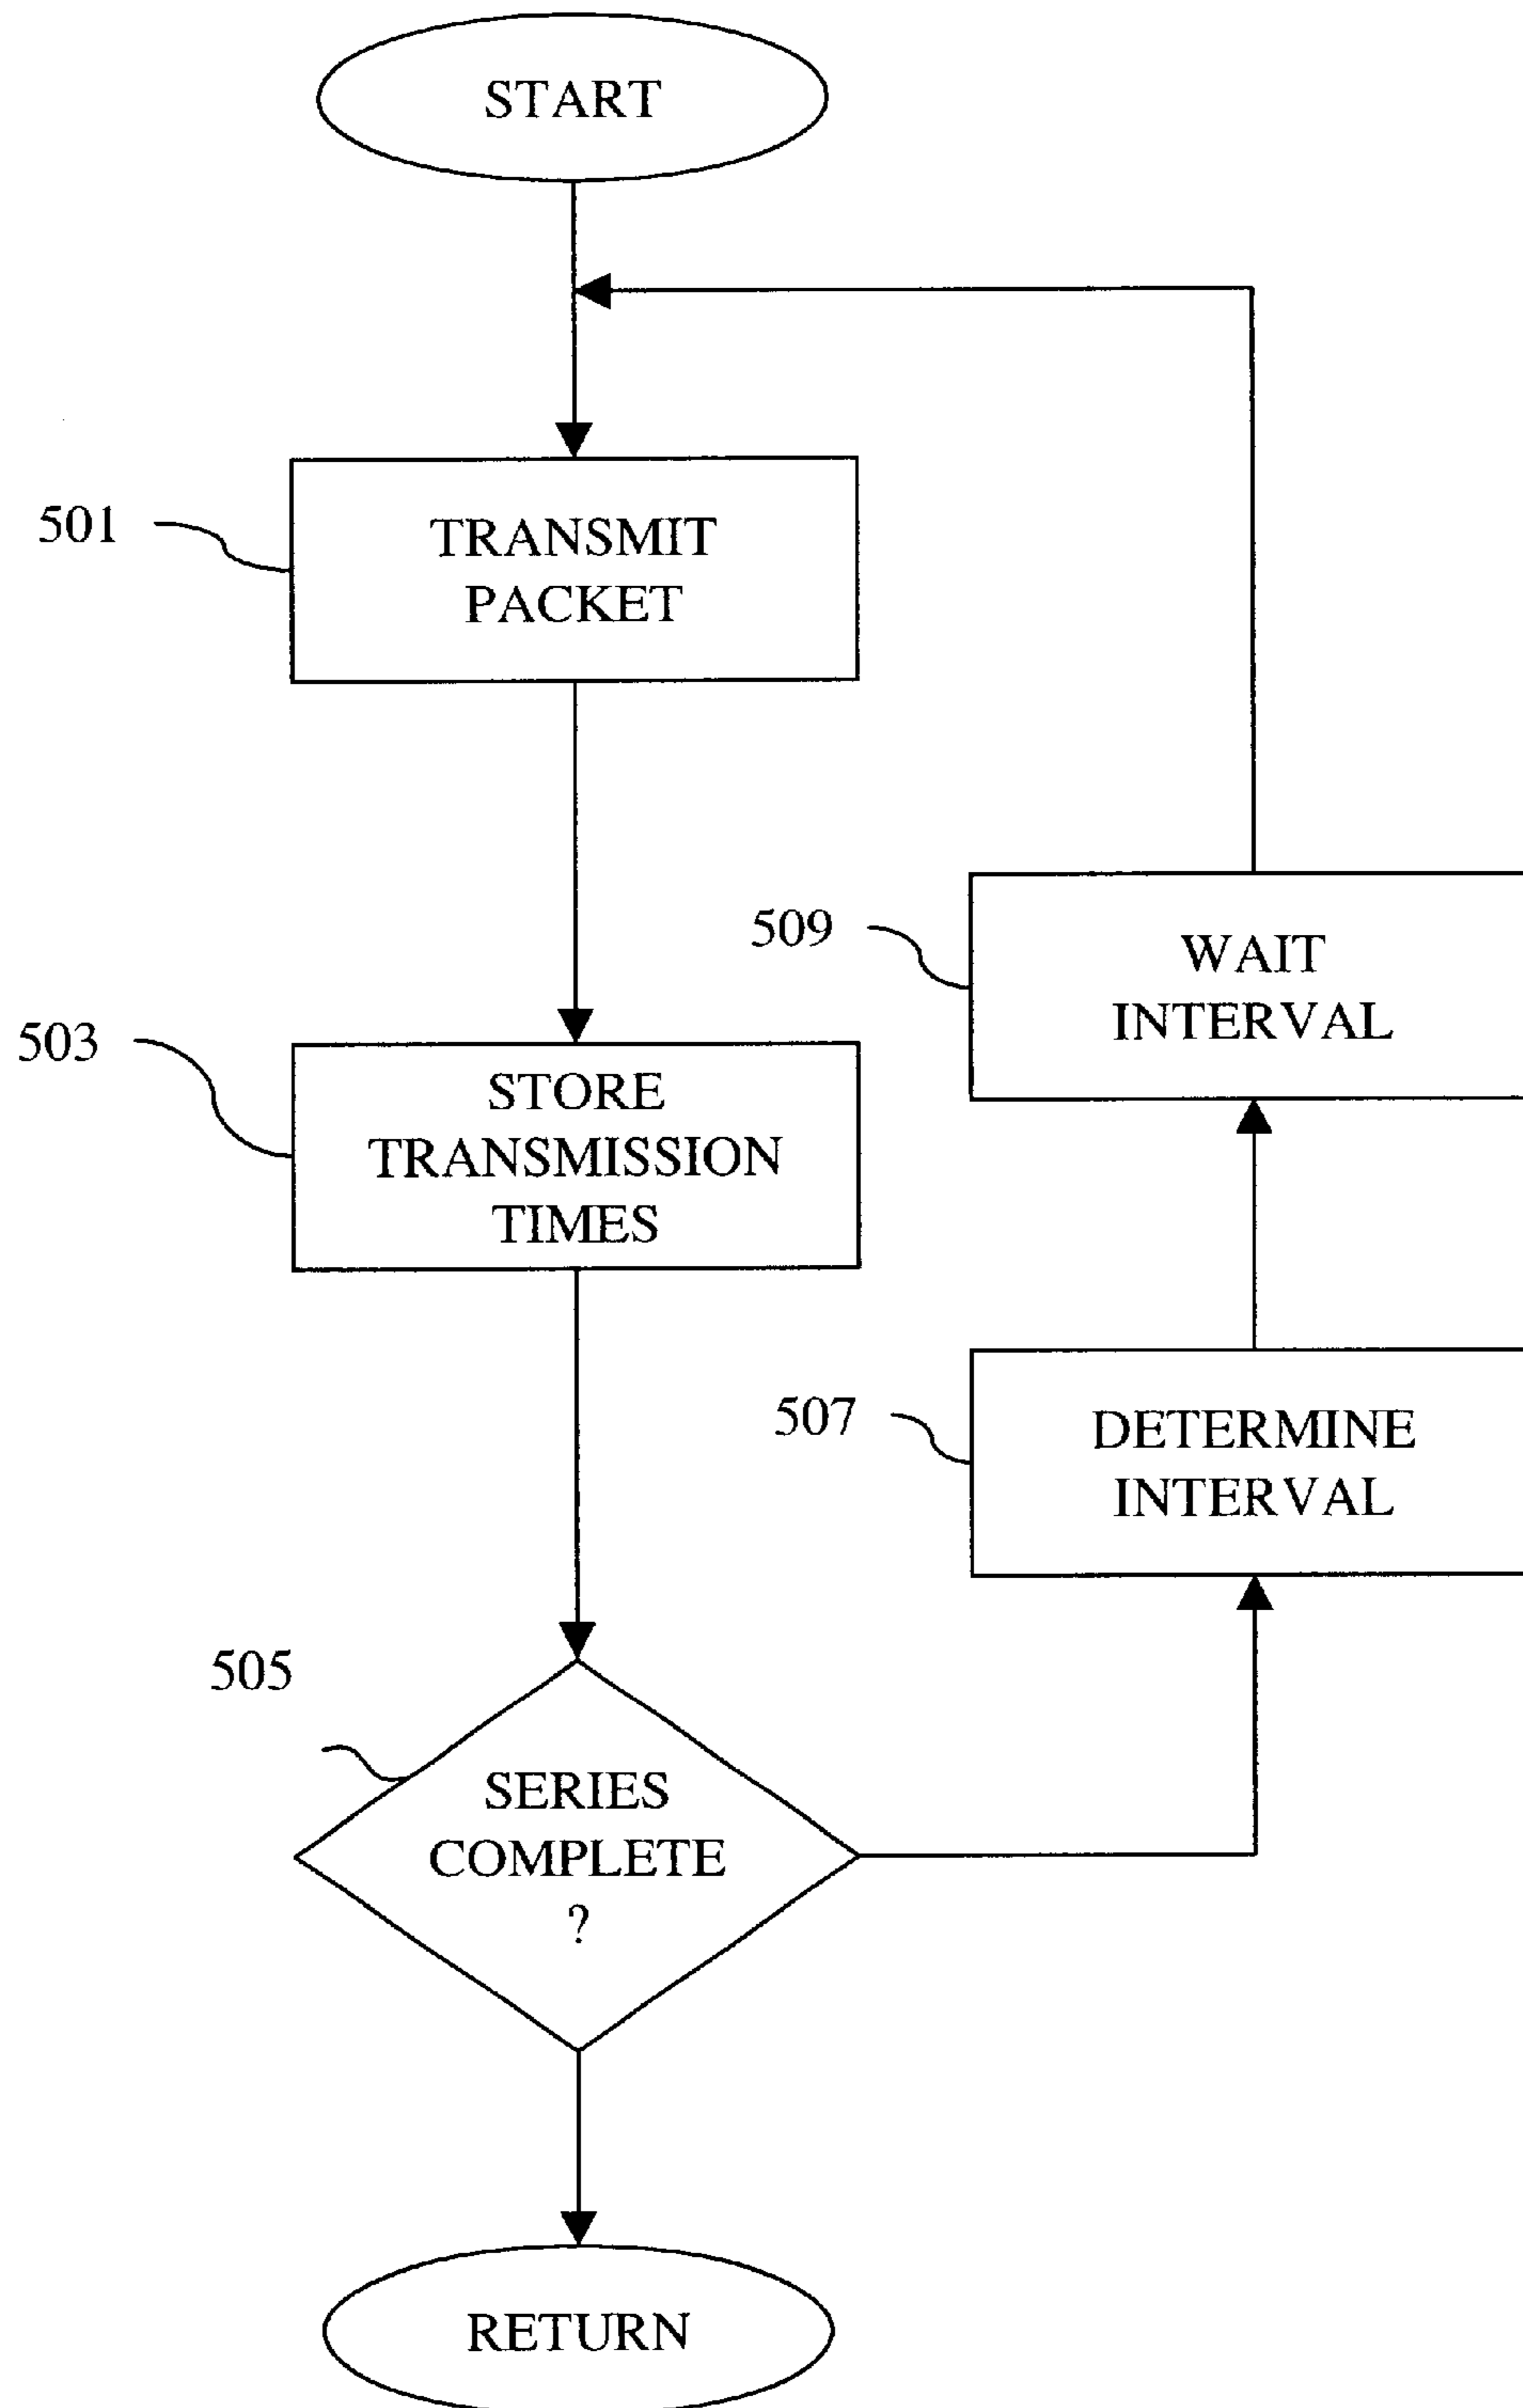 START
501
TRANSMIT
PACKET
503
STORE
TRANSMISSION
TIMES
509
WAIT
INTERVAL
507
DETERMINE
INTERVAL
505
SERIES
COMPLETE
?
RETURN